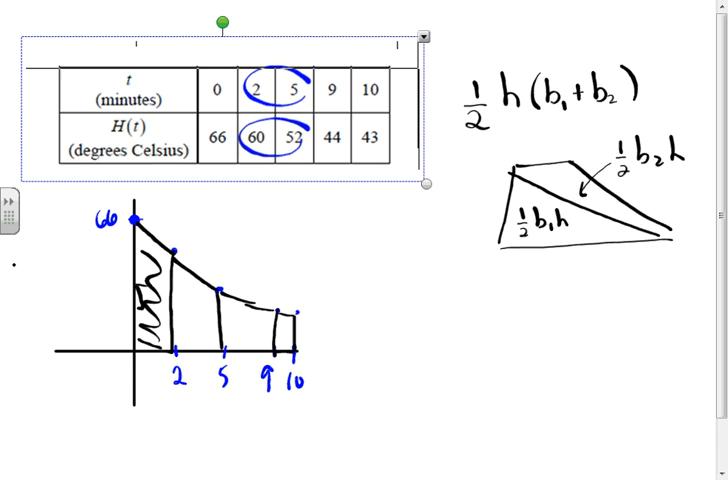 t (minutes) 0 2 5 9 10
H(t) (degrees Celsius) 66 60 52 44 43
1/2 h(b₁+b₂)
1/2 b₂h
1/2 b₁h
66
2 5 9 10